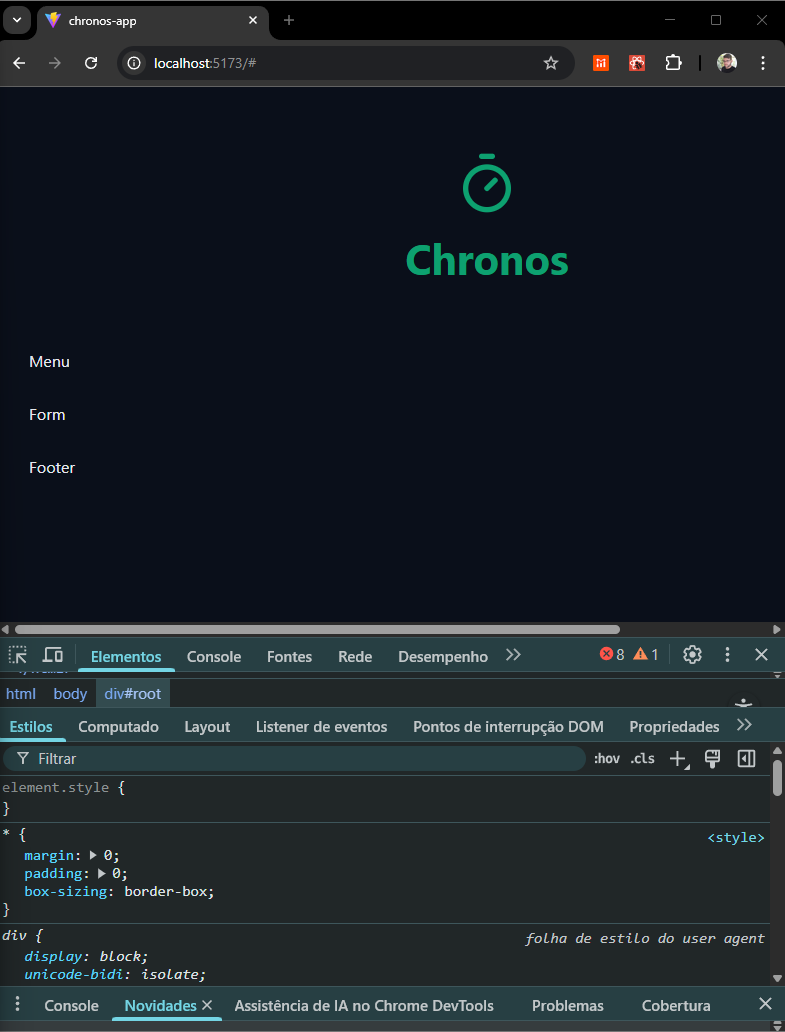 chronos-app
localhost:5173/#
Chronos
Menu
Form
Footer
Elementos Console Fontes Rede Desempenho 8 1
html body div#root
Estilos Computado Layout Listener de eventos Pontos de interrupção DOM Propriedades
Filtrar :hov .cls
element.style {
}
* { <style>
margin: 0;
padding: 0;
box-sizing: border-box;
}
div { folha de estilo do user agent
display: block;
unicode-bidi: isolate;
Console Novidades Assistência de IA no Chrome DevTools Problemas Cobertura